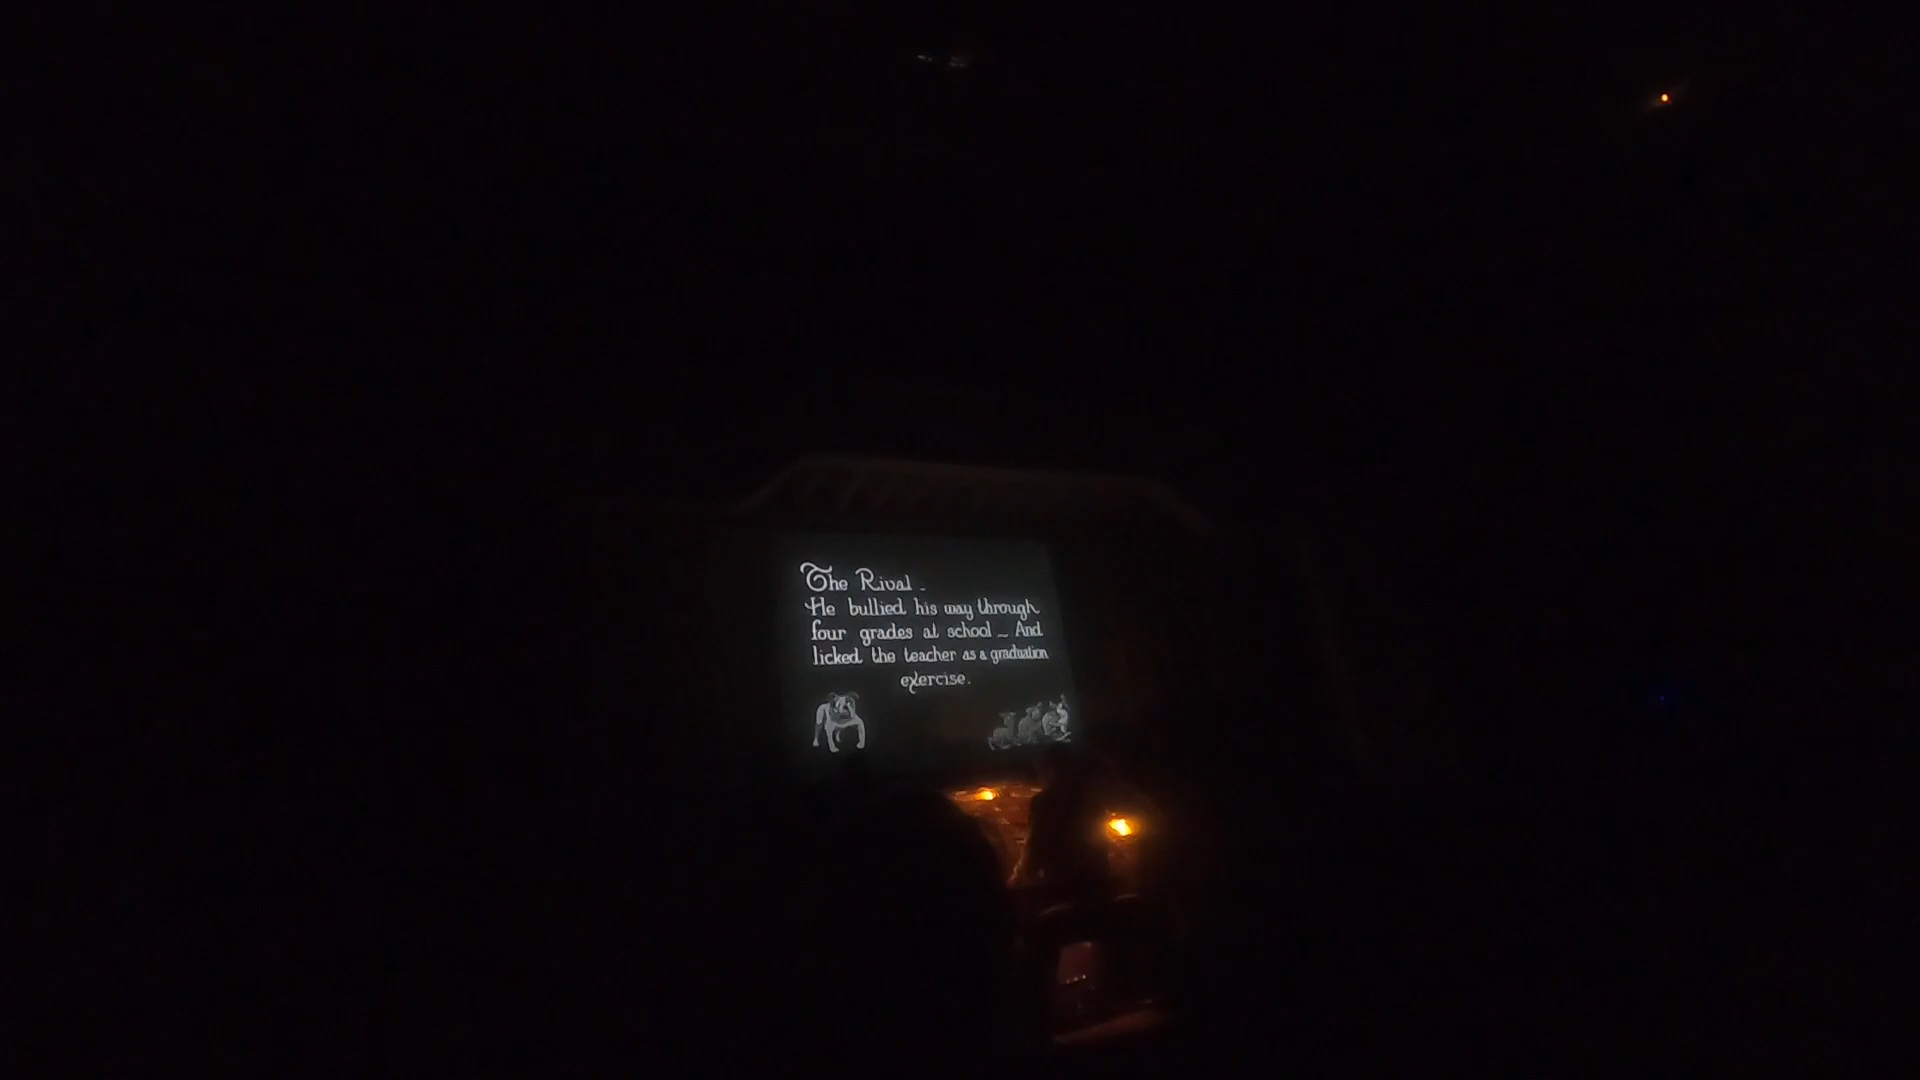 The Rival -
He bullied his way through
four grades at school - And
licked the teacher as a graduation
exercise.